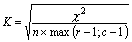 K = √(χ² / (n × max (r − 1; c − 1)))